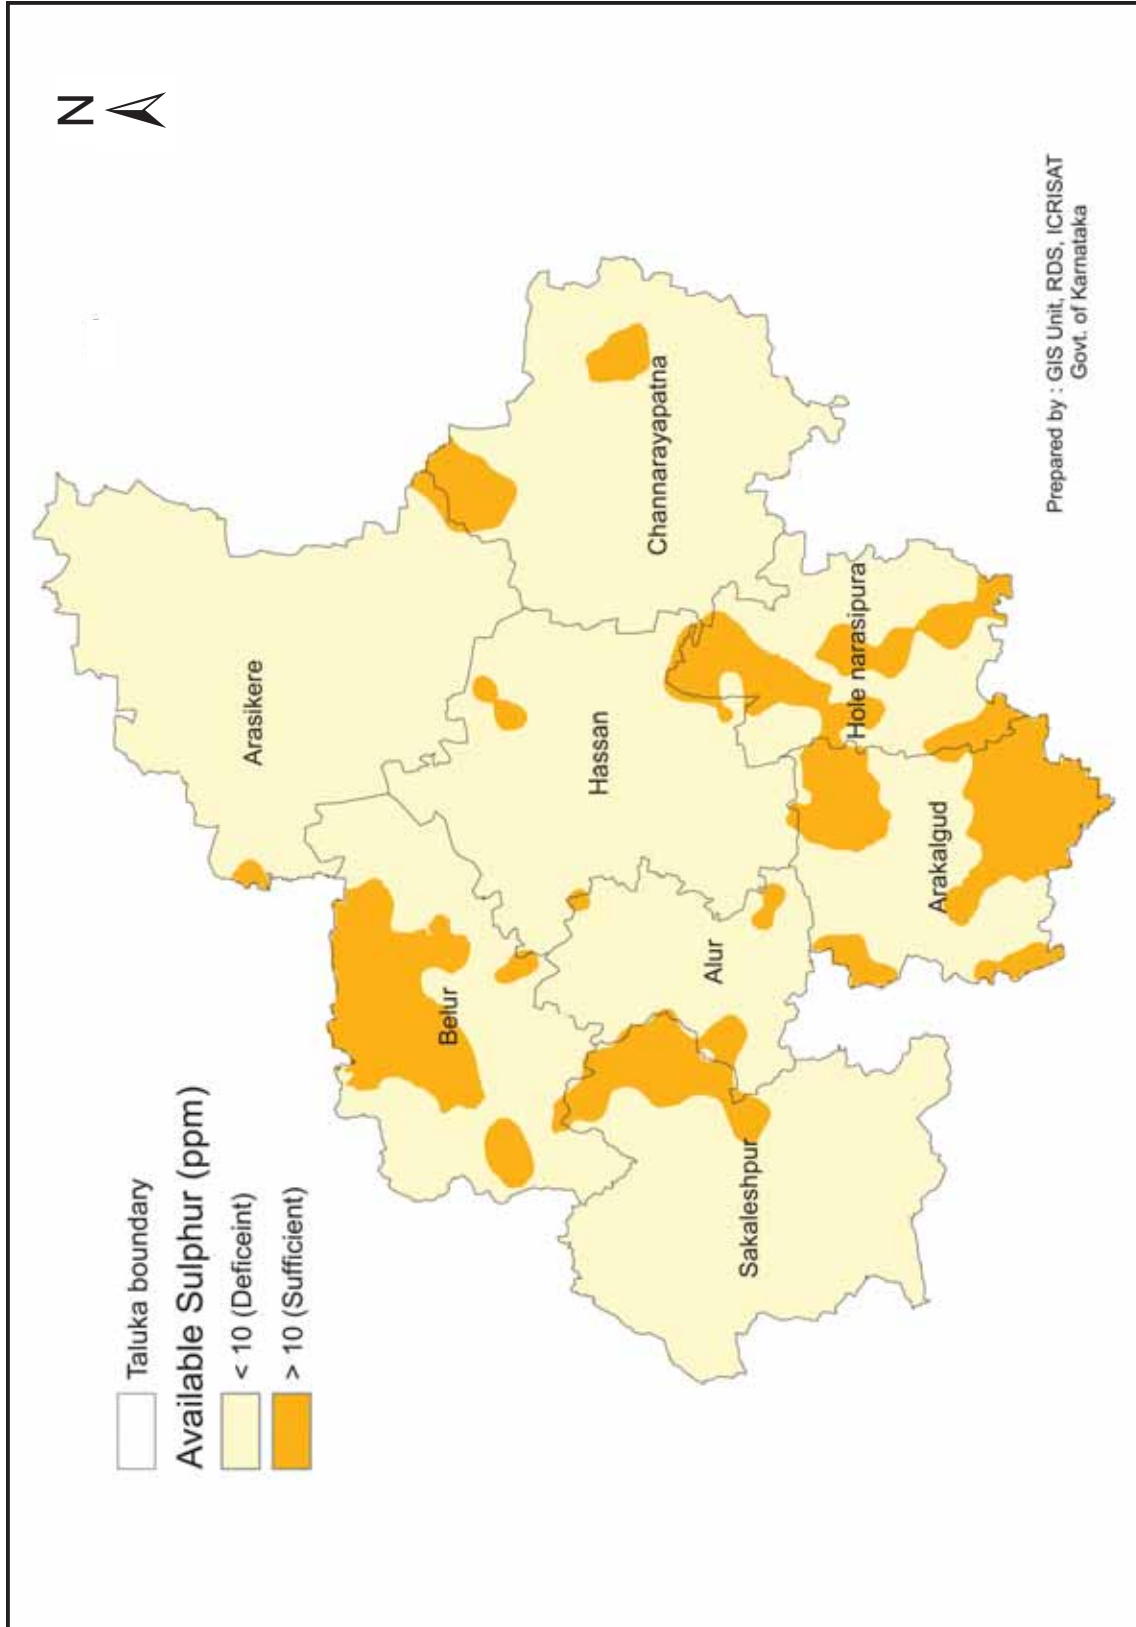 N
Taluka boundary
Available Sulphur (ppm)
< 10 (Deficeint)
> 10 (Sufficient)
Arasikere
Belur
Hassan
Channarayapatna
Alur
Sakaleshpur
Hole narasipura
Arakalgud
Prepared by : GIS Unit, RDS, ICRISAT
Govt. of Karnataka